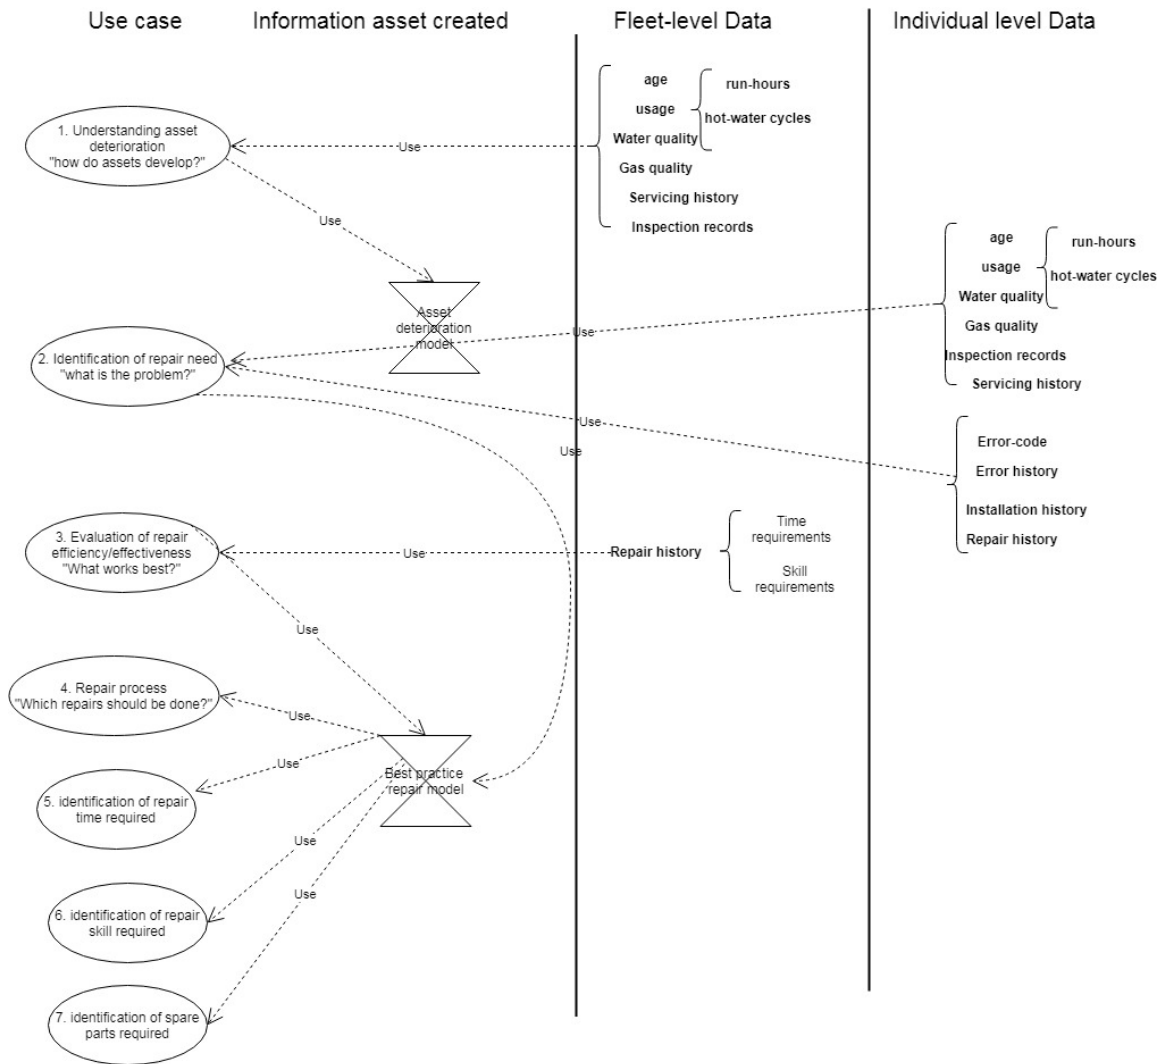 Use case
Information asset created
Fleet-level Data
Individual level Data
age
usage
run-hours
hot-water cycles
Water quality
Gas quality
Servicing history
Inspection records
1. Understanding asset
deterioration
"how do assets develop?"
Use
Use
Asset
deterioration
model
age
usage
run-hours
hot-water cycles
Water quality
Gas quality
Inspection records
Servicing history
Use
2. Identification of repair need
"what is the problem?"
Use
Use
Error-code
Error history
Installation history
Repair history
3. Evaluation of repair
efficiency/effectiveness
"What works best?"
Use
Repair history
Time
requirements
Skill
requirements
Use
4. Repair process
"Which repairs should be done?"
Use
Use
Best practice
repair model
5. identification of repair
time required
Use
Use
6. identification of repair
skill required
7. identification of spare
parts required